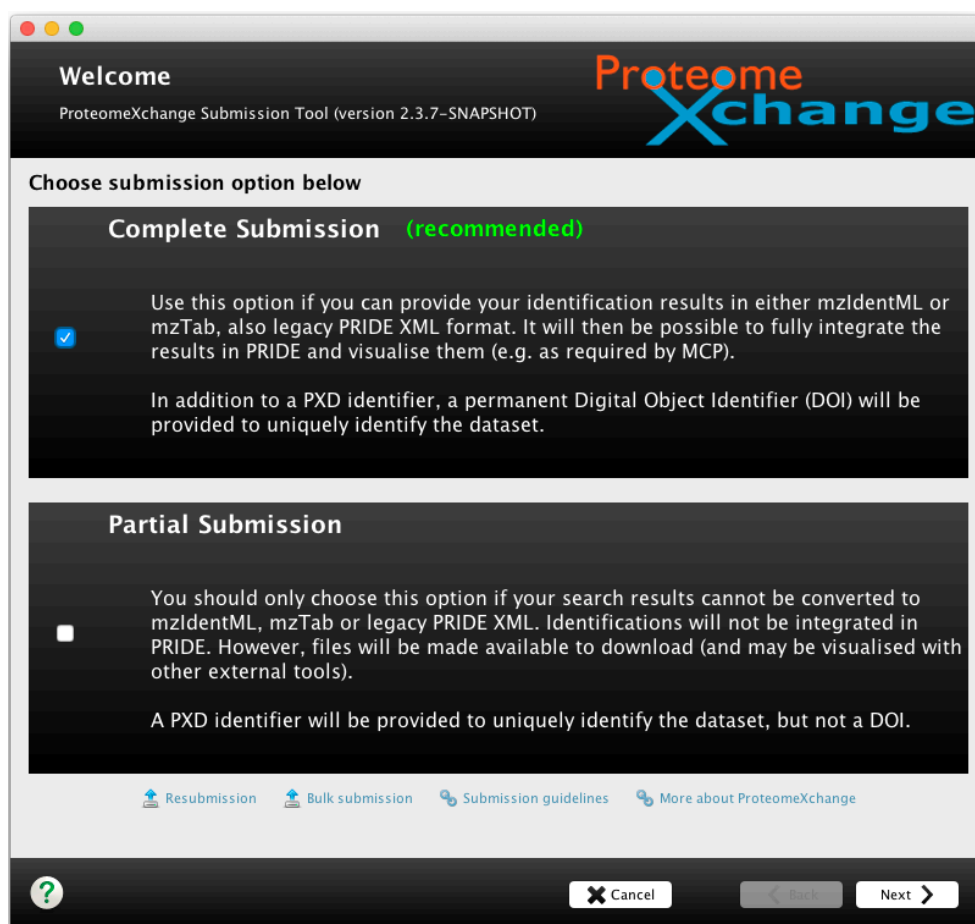 Welcome
ProteomeXchange Submission Tool (version 2.3.7-SNAPSHOT)
Proteome
Xchange
Choose submission option below
Complete Submission (recommended)
Use this option if you can provide your identification results in either mzIdentML or
mzTab, also legacy PRIDE XML format. It will then be possible to fully integrate the
results in PRIDE and visualise them (e.g. as required by MCP).
In addition to a PXD identifier, a permanent Digital Object Identifier (DOI) will be
provided to uniquely identify the dataset.
Partial Submission
You should only choose this option if your search results cannot be converted to
mzIdentML, mzTab or legacy PRIDE XML. Identifications will not be integrated in
PRIDE. However, files will be made available to download (and may be visualised with
other external tools).
A PXD identifier will be provided to uniquely identify the dataset, but not a DOI.
Resubmission Bulk submission Submission guidelines More about ProteomeXchange
? Cancel Back Next